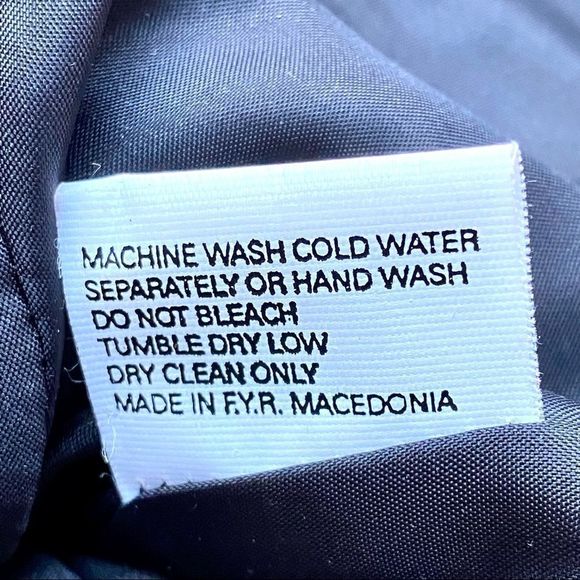 MACHINE WASH COLD WATER
SEPARATELY OR HAND WASH
DO NOT BLEACH
TUMBLE DRY LOW
DRY CLEAN ONLY
MADE IN F.Y.R. MACEDONIA